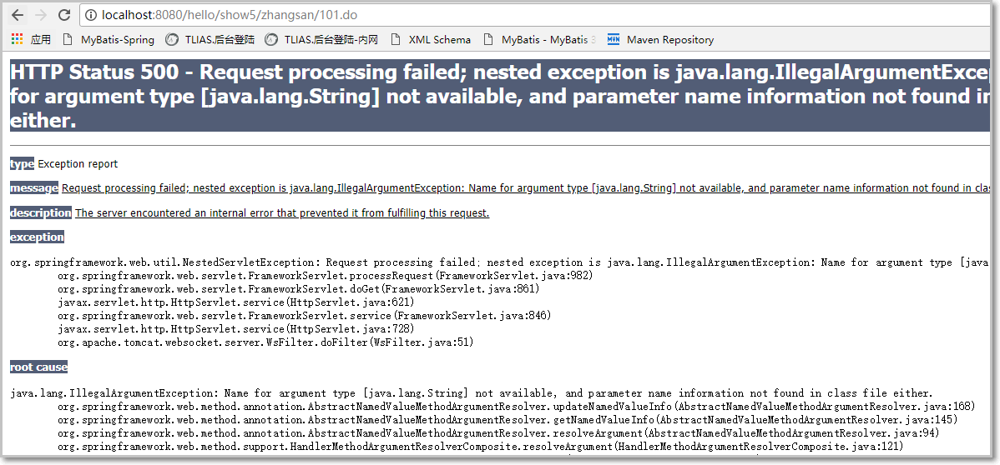 localhost:8080/hello/show5/zhangsan/101.do
应用 MyBatis-Spring TLIAS.后台登陆 TLIAS.后台登陆-内网 XML Schema MyBatis - MyBatis 3 Maven Repository
HTTP Status 500 - Request processing failed; nested exception is java.lang.IllegalArgumentExce
for argument type [java.lang.String] not available, and parameter name information not found in
either.
type Exception report
message Request processing failed; nested exception is java.lang.IllegalArgumentException: Name for argument type [java.lang.String] not available, and parameter name information not found in clas
description The server encountered an internal error that prevented it from fulfilling this request.
exception
org.springframework.web.util.NestedServletException: Request processing failed; nested exception is java.lang.IllegalArgumentException: Name for argument type [java
org.springframework.web.servlet.FrameworkServlet.processRequest(FrameworkServlet.java:982)
org.springframework.web.servlet.FrameworkServlet.doGet(FrameworkServlet.java:861)
javax.servlet.http.HttpServlet.service(HttpServlet.java:621)
org.springframework.web.servlet.FrameworkServlet.service(FrameworkServlet.java:846)
javax.servlet.http.HttpServlet.service(HttpServlet.java:728)
org.apache.tomcat.websocket.server.WsFilter.doFilter(WsFilter.java:51)
root cause
java.lang.IllegalArgumentException: Name for argument type [java.lang.String] not available, and parameter name information not found in class file either.
org.springframework.web.method.annotation.AbstractNamedValueMethodArgumentResolver.updateNamedValueInfo(AbstractNamedValueMethodArgumentResolver.java:168)
org.springframework.web.method.annotation.AbstractNamedValueMethodArgumentResolver.getNamedValueInfo(AbstractNamedValueMethodArgumentResolver.java:145)
org.springframework.web.method.annotation.AbstractNamedValueMethodArgumentResolver.resolveArgument(AbstractNamedValueMethodArgumentResolver.java:94)
org.springframework.web.method.support.HandlerMethodArgumentResolverComposite.resolveArgument(HandlerMethodArgumentResolverComposite.java:121)